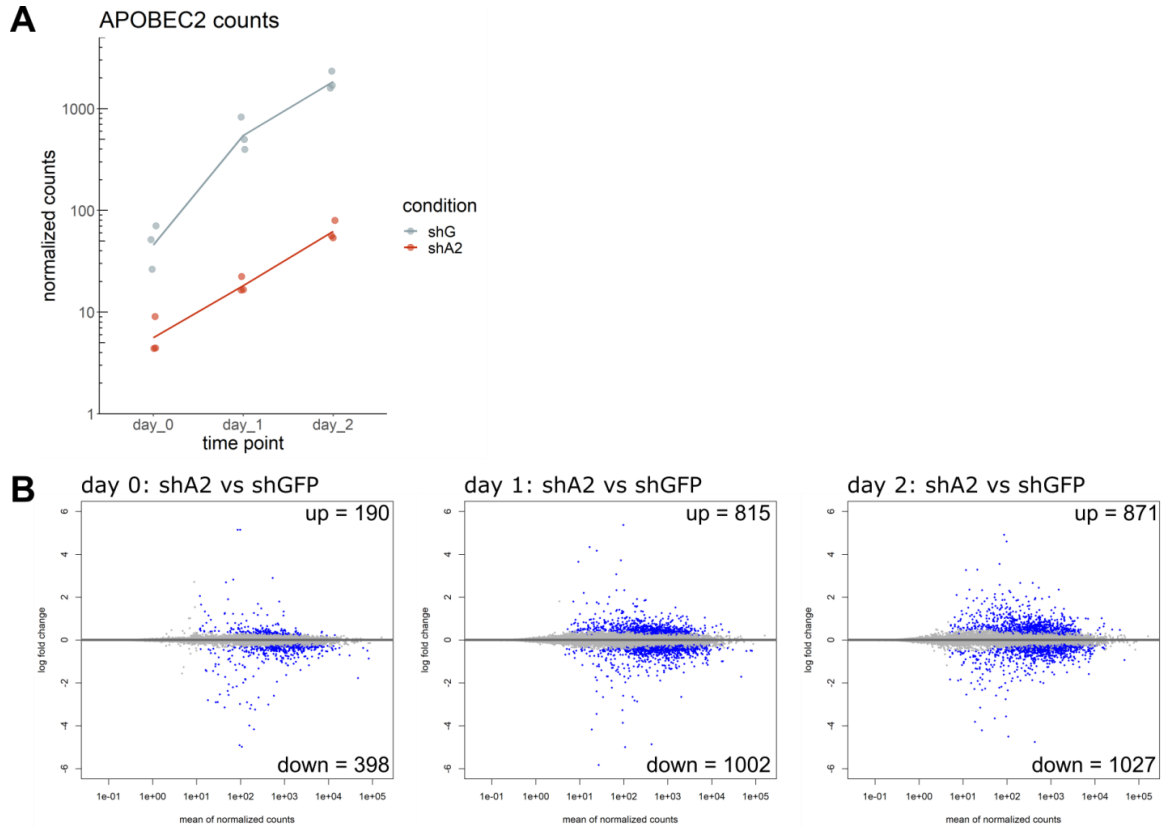 A
APOBEC2 counts
normalized counts
1000
100
10
1
day_0
day_1
day_2
time point
condition
shG
shA2
B
day 0: shA2 vs shGFP
up = 190
down = 398
log fold change
6
4
2
0
-2
-4
-6
1e-01
1e+00
1e+01
1e+02
1e+03
1e+04
1e+05
mean of normalized counts
day 1: shA2 vs shGFP
up = 815
down = 1002
log fold change
6
4
2
0
-2
-4
-6
1e-01
1e+00
1e+01
1e+02
1e+03
1e+04
1e+05
mean of normalized counts
day 2: shA2 vs shGFP
up = 871
down = 1027
log fold change
6
4
2
0
-2
-4
-6
1e-01
1e+00
1e+01
1e+02
1e+03
1e+04
1e+05
mean of normalized counts